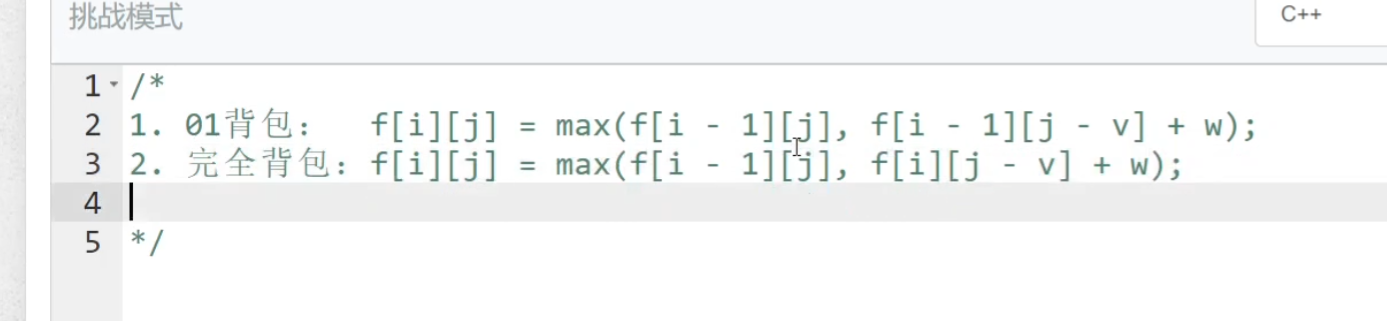 挑战模式
C++
1 /*
2 1. 01背包： f[i][j] = max(f[i - 1][j], f[i - 1][j - v] + w);
3 2. 完全背包：f[i][j] = max(f[i - 1][j], f[i][j - v] + w);
4
5 */